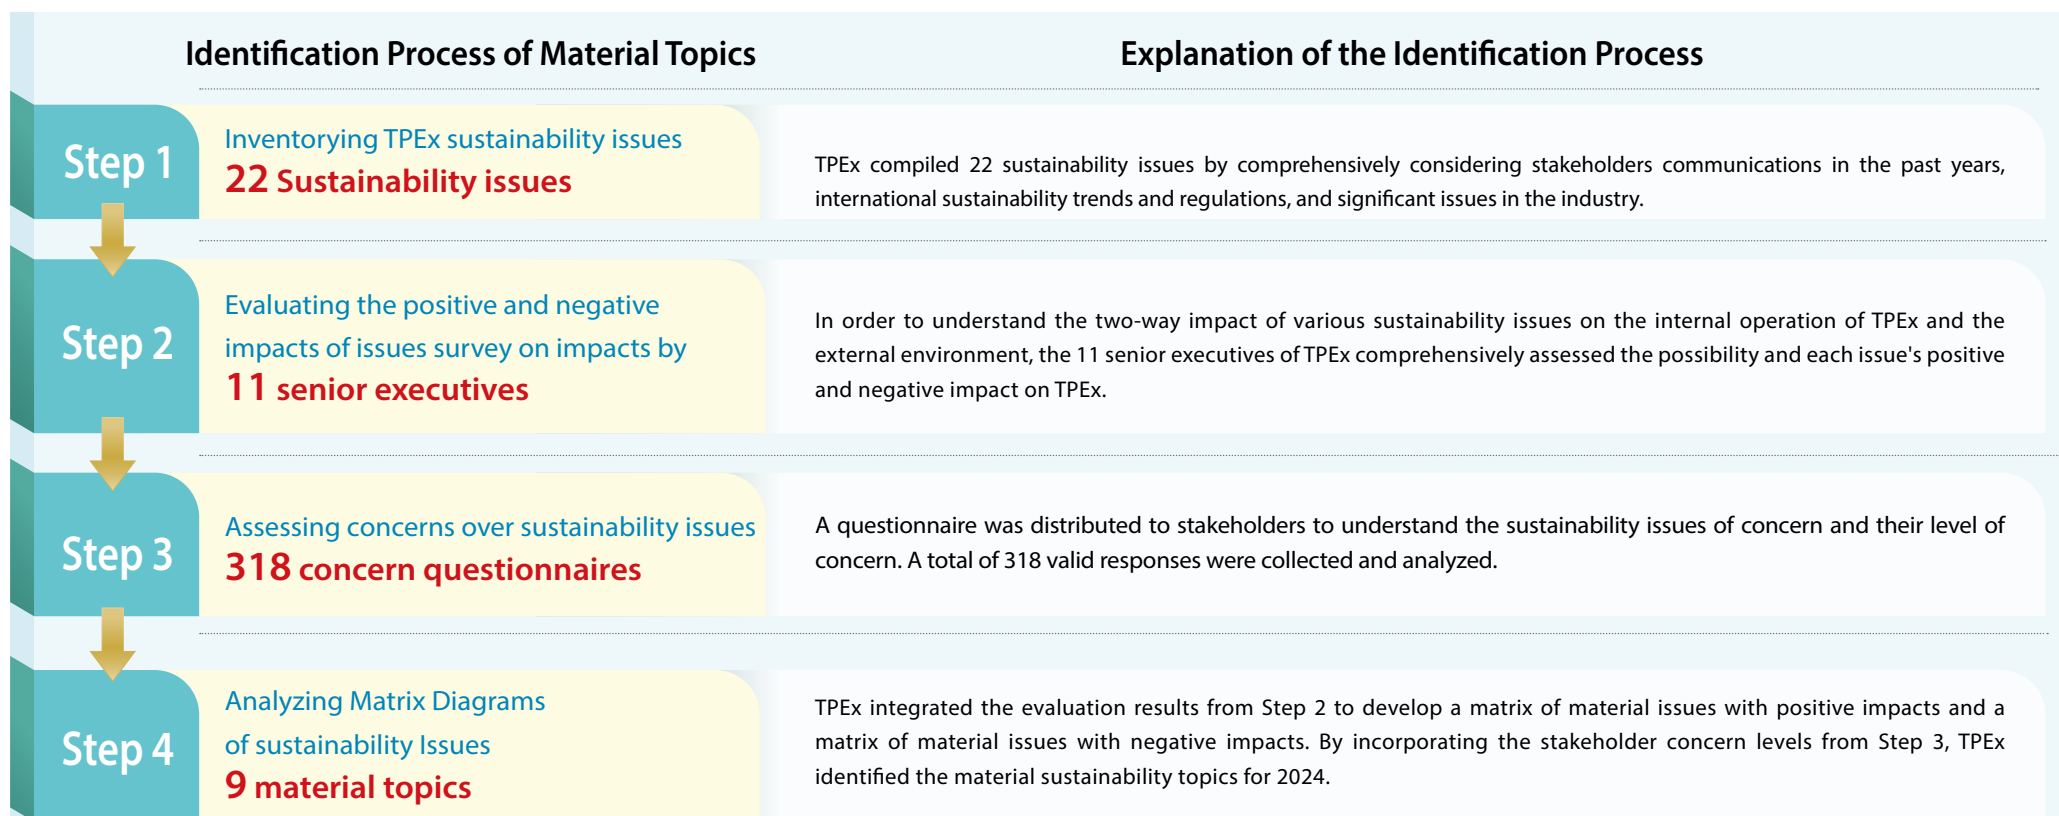 Identification Process of Material Topics
Explanation of the Identification Process
Step 1
Inventorying TPEx sustainability issues
22 Sustainability issues
TPEx compiled 22 sustainability issues by comprehensively considering stakeholders communications in the past years,
international sustainability trends and regulations, and significant issues in the industry.
Step 2
Evaluating the positive and negative
impacts of issues survey on impacts by
11 senior executives
In order to understand the two-way impact of various sustainability issues on the internal operation of TPEx and the
external environment, the 11 senior executives of TPEx comprehensively assessed the possibility and each issue's positive
and negative impact on TPEx.
Step 3
Assessing concerns over sustainability issues
318 concern questionnaires
A questionnaire was distributed to stakeholders to understand the sustainability issues of concern and their level of
concern. A total of 318 valid responses were collected and analyzed.
Step 4
Analyzing Matrix Diagrams
of sustainability Issues
9 material topics
TPEx integrated the evaluation results from Step 2 to develop a matrix of material issues with positive impacts and a
matrix of material issues with negative impacts. By incorporating the stakeholder concern levels from Step 3, TPEx
identified the material sustainability topics for 2024.